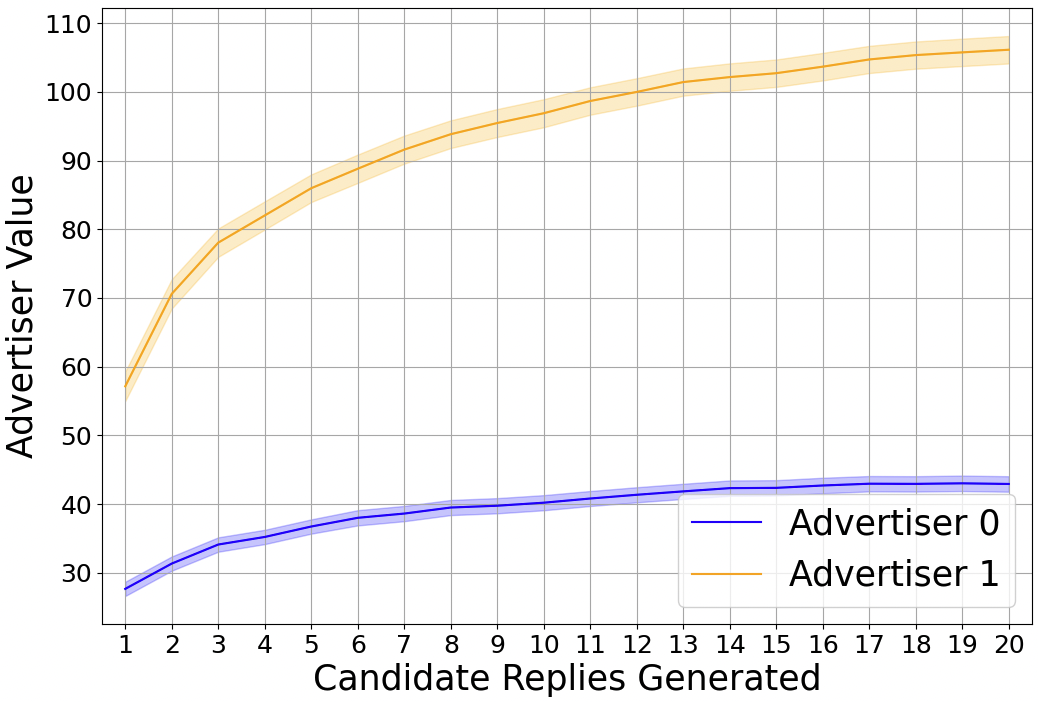 110
100
90
80
70
60
50
40
30
Advertiser Value
Advertiser 0
Advertiser 1
1 2 3 4 5 6 7 8 9 10 11 12 13 14 15 16 17 18 19 20
Candidate Replies Generated